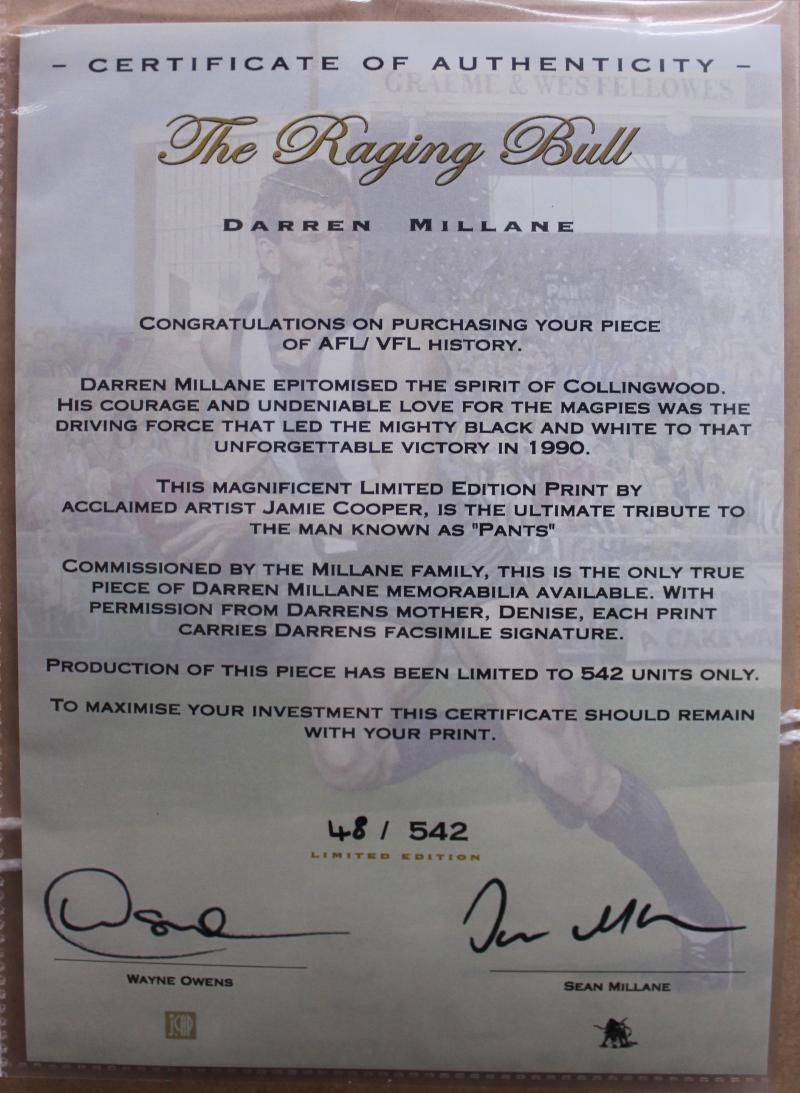 - CERTIFICATE OF AUTHENTICITY -
GRAEME & WES FELLOWES
The Raging Bull
DARREN MILLANE
CONGRATULATIONS ON PURCHASING YOUR PIECE
OF AFL/ VFL HISTORY.
DARREN MILLANE EPITOMISED THE SPIRIT OF COLLINGWOOD.
HIS COURAGE AND UNDENIABLE LOVE FOR THE MAGPIES WAS THE
DRIVING FORCE THAT LED THE MIGHTY BLACK AND WHITE TO THAT
UNFORGETTABLE VICTORY IN 1990.
THIS MAGNIFICENT LIMITED EDITION PRINT BY
ACCLAIMED ARTIST JAMIE COOPER, IS THE ULTIMATE TRIBUTE TO
THE MAN KNOWN AS "PANTS"
COMMISSIONED BY THE MILLANE FAMILY, THIS IS THE ONLY TRUE
PIECE OF DARREN MILLANE MEMORABILIA AVAILABLE. WITH
PERMISSION FROM DARRENS MOTHER, DENISE, EACH PRINT
CARRIES DARRENS FACSIMILE SIGNATURE.
A CAKEWA
PRODUCTION OF THIS PIECE HAS BEEN LIMITED TO 542 UNITS ONLY.
TO MAXIMISE YOUR INVESTMENT THIS CERTIFICATE SHOULD REMAIN
WITH YOUR PRINT.
48 / 542
LIMITED EDITION
WAYNE OWENS
SEAN MILLANE